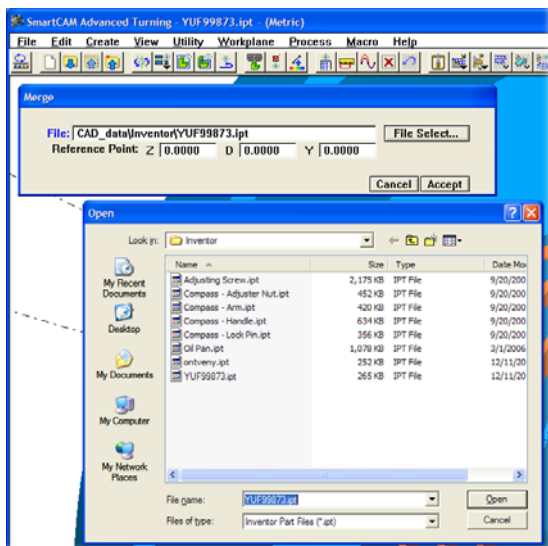 SmartCAM Advanced Turning - YUF99873.ipt - (Metric)
File Edit Create View Utility Workplane Process Macro Help
Merge
File: CAD_data\Inventor\YUF99873.ipt File Select...
Reference Point: Z 0.0000 D 0.0000 Y 0.0000
Cancel Accept
Open
Look in: Inventor
Name Size Type Date Mo
Adjusting Screw.ipt 2,175 KB IPT File 9/20/200
Compass - Adjuster Nut.ipt 452 KB IPT File 9/20/200
Compass - Arm.ipt 420 KB IPT File 9/20/200
Compass - Handle.ipt 634 KB IPT File 9/20/200
Compass - Lock Pin.ipt 356 KB IPT File 9/20/200
Oil Pan.ipt 1,078 KB IPT File 3/1/2006
ontveny.ipt 252 KB IPT File 12/11/20
YUF99873.ipt 265 KB IPT File 12/11/20
My Recent
Documents
Desktop
My Documents
My Computer
My Network
Places
File name: YUF99873.ipt Open
Files of type: Inventor Part Files (*.ipt) Cancel